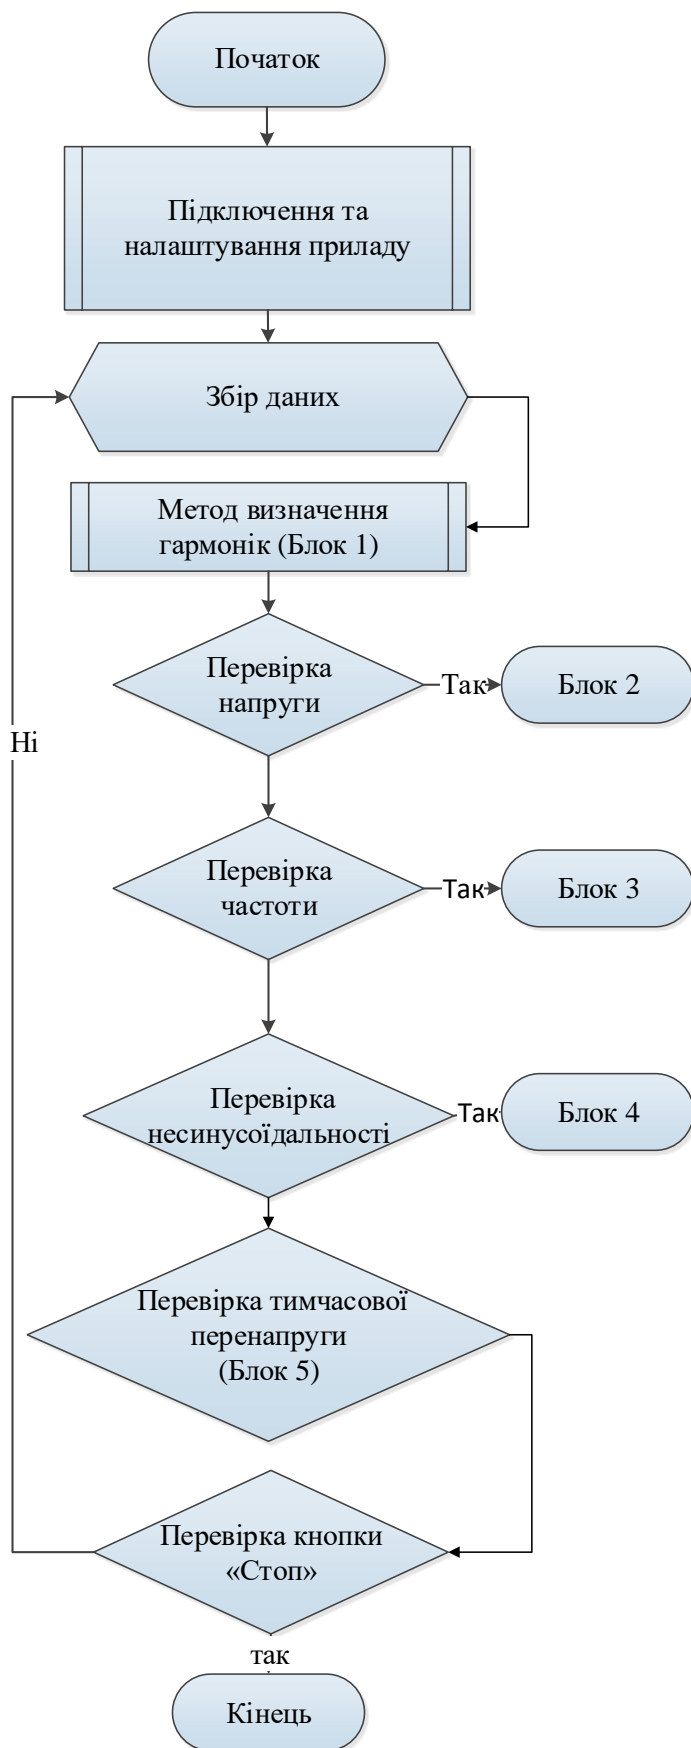 Початок
Підключення та
налаштування приладу
Збір даних
Метод визначення
гармонік (Блок 1)
Перевірка
напруги
Так
Блок 2
Ні
Перевірка
частоти
Так
Блок 3
Перевірка
несинусоїдальності
Так
Блок 4
Перевірка тимчасової
перенапруги
(Блок 5)
Перевірка кнопки
«Стоп»
так
Кінець